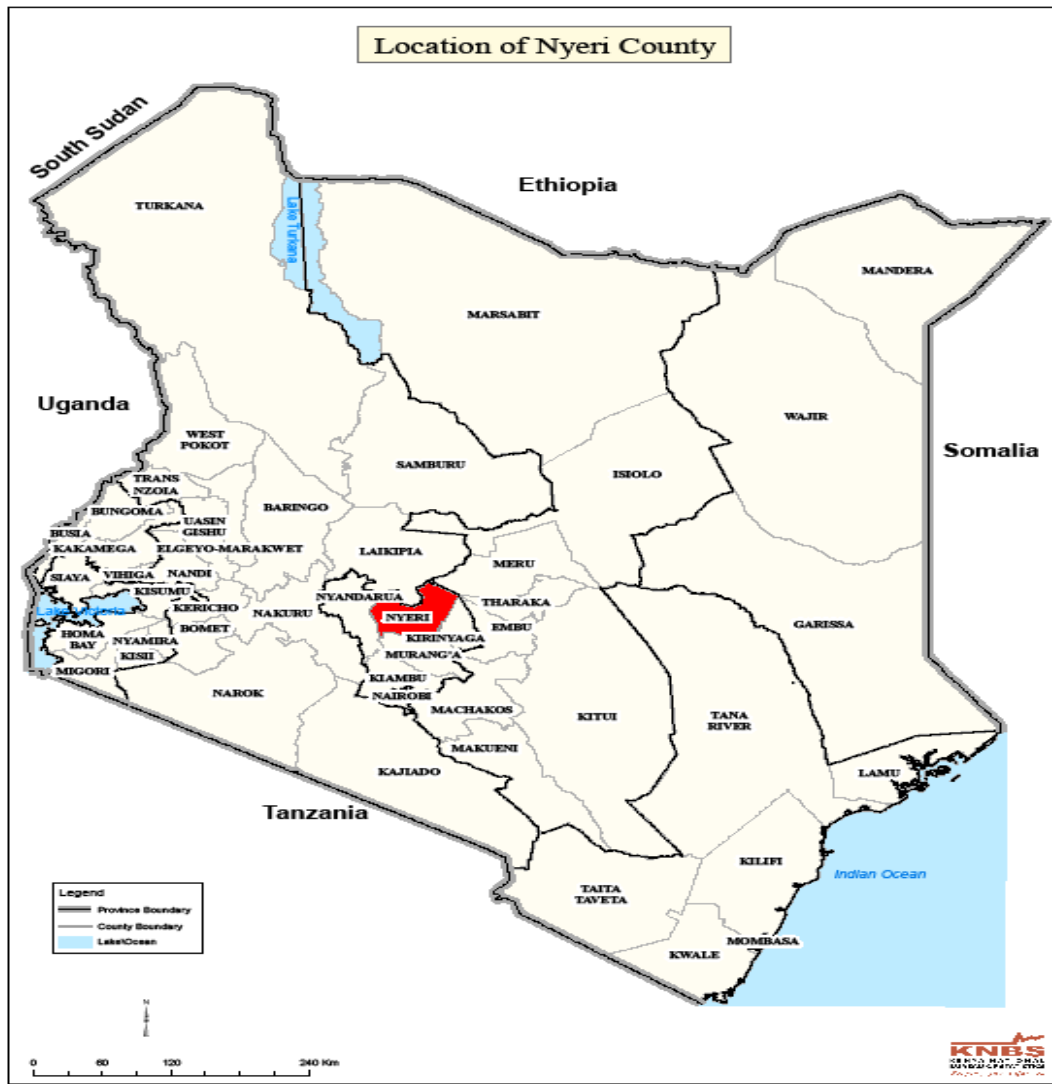 Location of Nyeri County
South Sudan
Ethiopia
TURKANA
Lake Turkana
MANDERA
MARSABIT
Uganda
WAJIR
WEST
POKOT
Somalia
SAMBURU
ISIOLO
TRANS
NZOIA
BARINGO
BUNGOMA
UASIN
GISHU
BUSIA
KAKAMEGA
ELGEYO-MARAKWET
LAIKIPIA
MERU
SIAYA
VIHIGA
NANDI
KISUMU
NYANDARUA
THARAKA
Lake Victoria
KERICHO
NAKURU
NYERI
EMBU
GARISSA
HOMA
BAY
NYAMIRA
BOMET
KIRINYAGA
KISII
MURANG'A
MIGORI
KIAMBU
NAROK
NAIROBI
MACHAKOS
KITUI
TANA
RIVER
MAKUENI
KAJIADO
LAMU
Tanzania
KILIFI
Indian Ocean
TAITA
TAVETA
MOMBASA
KWALE
Legend
Province Boundary
County Boundary
Lake\Ocean
N
0 60 120 240 Km
KNBS
KENYA NATIONAL